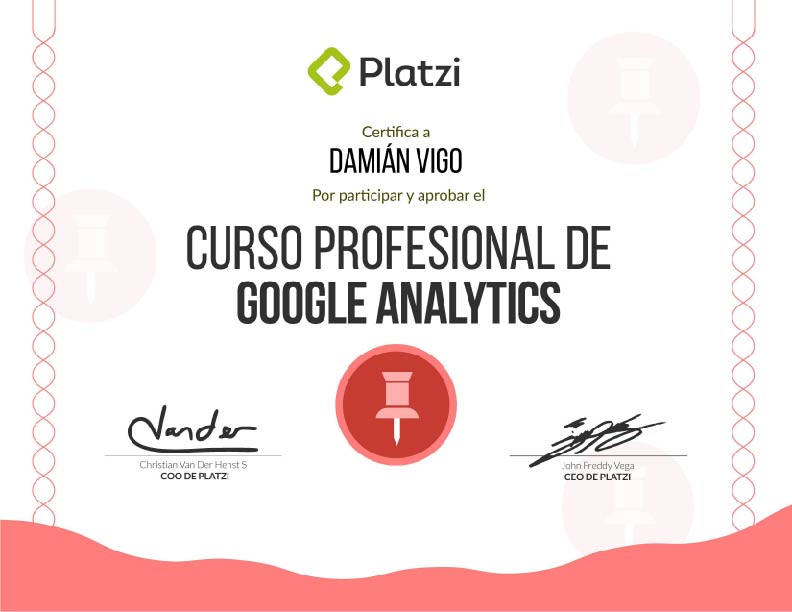 Platzi
Certifica a
DAMIÁN VIGO
Por participar y aprobar el
CURSO PROFESIONAL DE
GOOGLE ANALYTICS
Vander
Christian Van Der Henst S
COO DE PLATZI
John Freddy Vega
CEO DE PLATZI